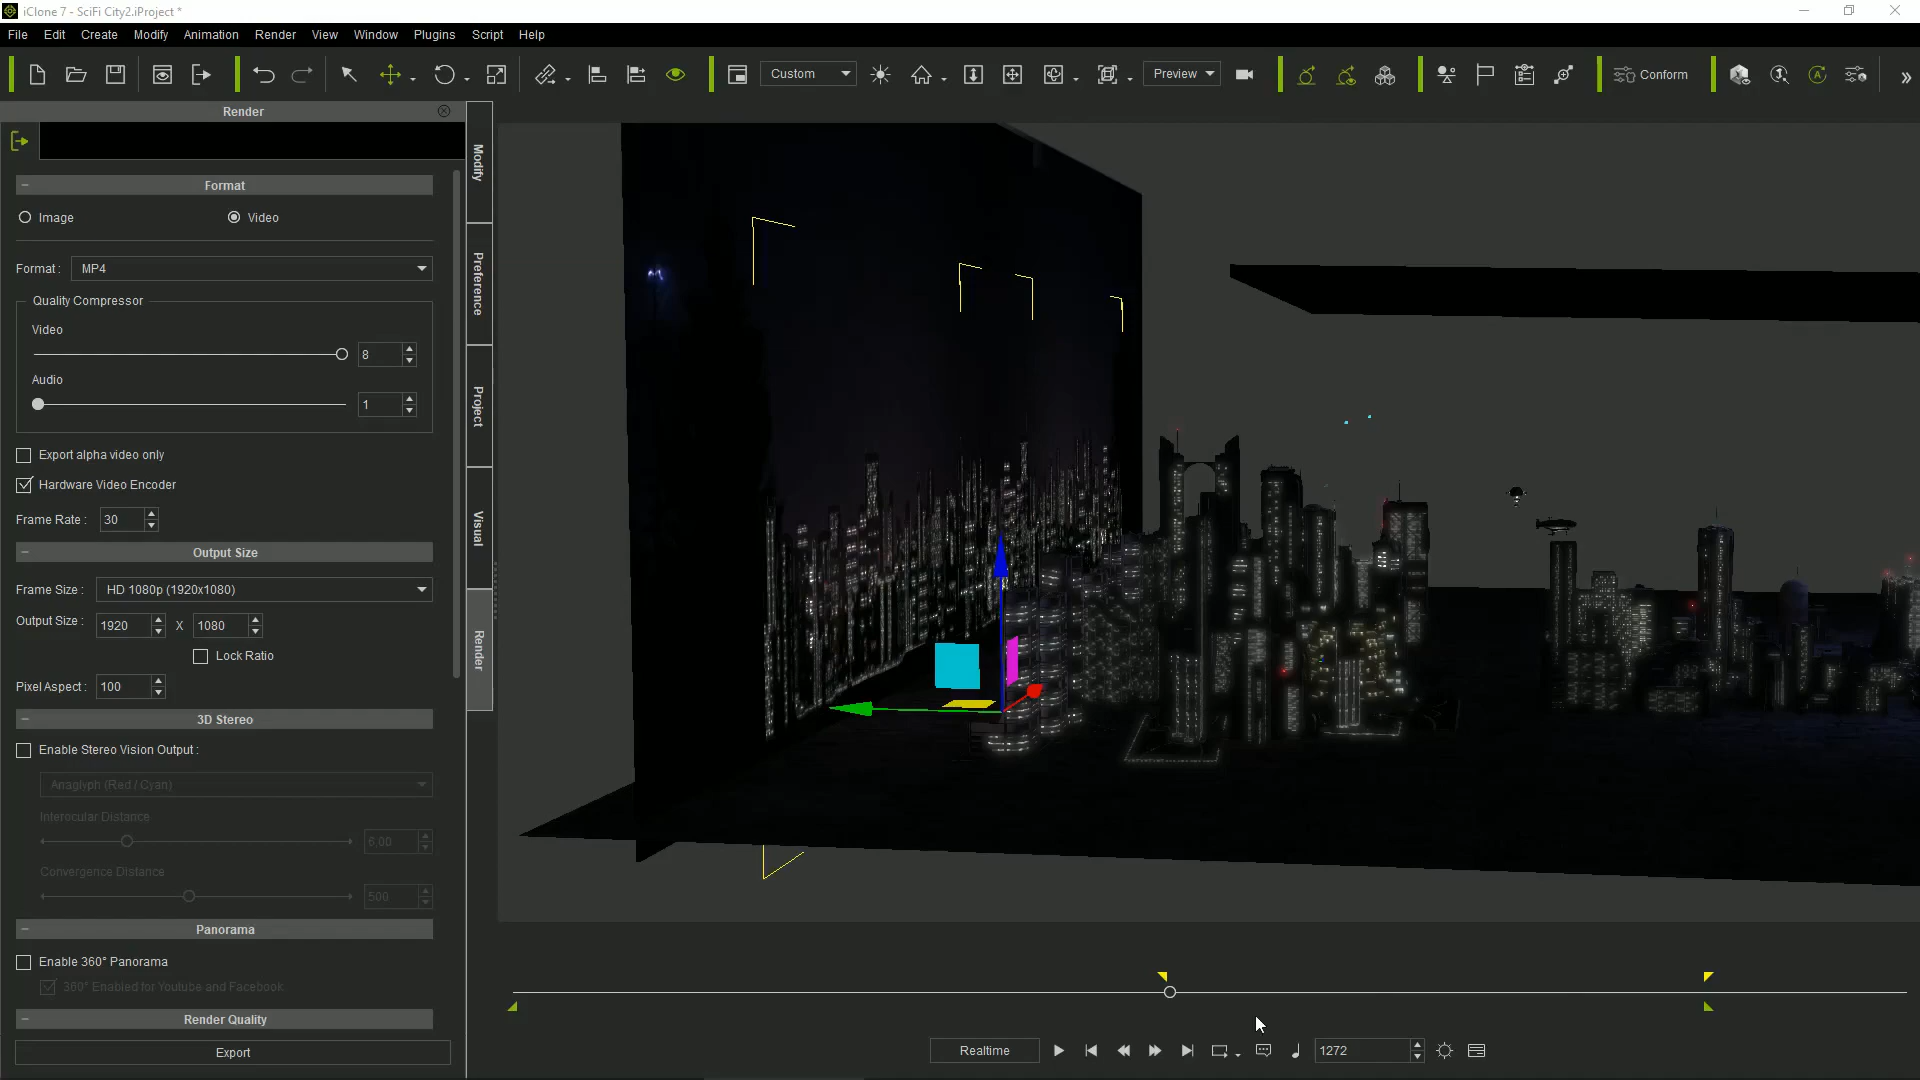 iClone 7 - SciFi City2.iProject *
File Edit Create Modify Animation Render View Window Plugins Script Help
Custom Preview Conform
Render
Modify
Preference
Project
Visual
Render
Format
Image Video
Format : MP4
Quality Compressor
Video
8
Audio
1
Export alpha video only
Hardware Video Encoder
Frame Rate : 30
Output Size
Frame Size : HD 1080p (1920x1080)
Output Size : 1920 X 1080
Lock Ratio
Pixel Aspect : 100
3D Stereo
Enable Stereo Vision Output :
Anaglyph (Red / Cyan)
Interocular Distance
6.00
Convergence Distance
500
Panorama
Enable 360° Panorama
360° Enabled for Youtube and Facebook
Render Quality
Export
Realtime 1272